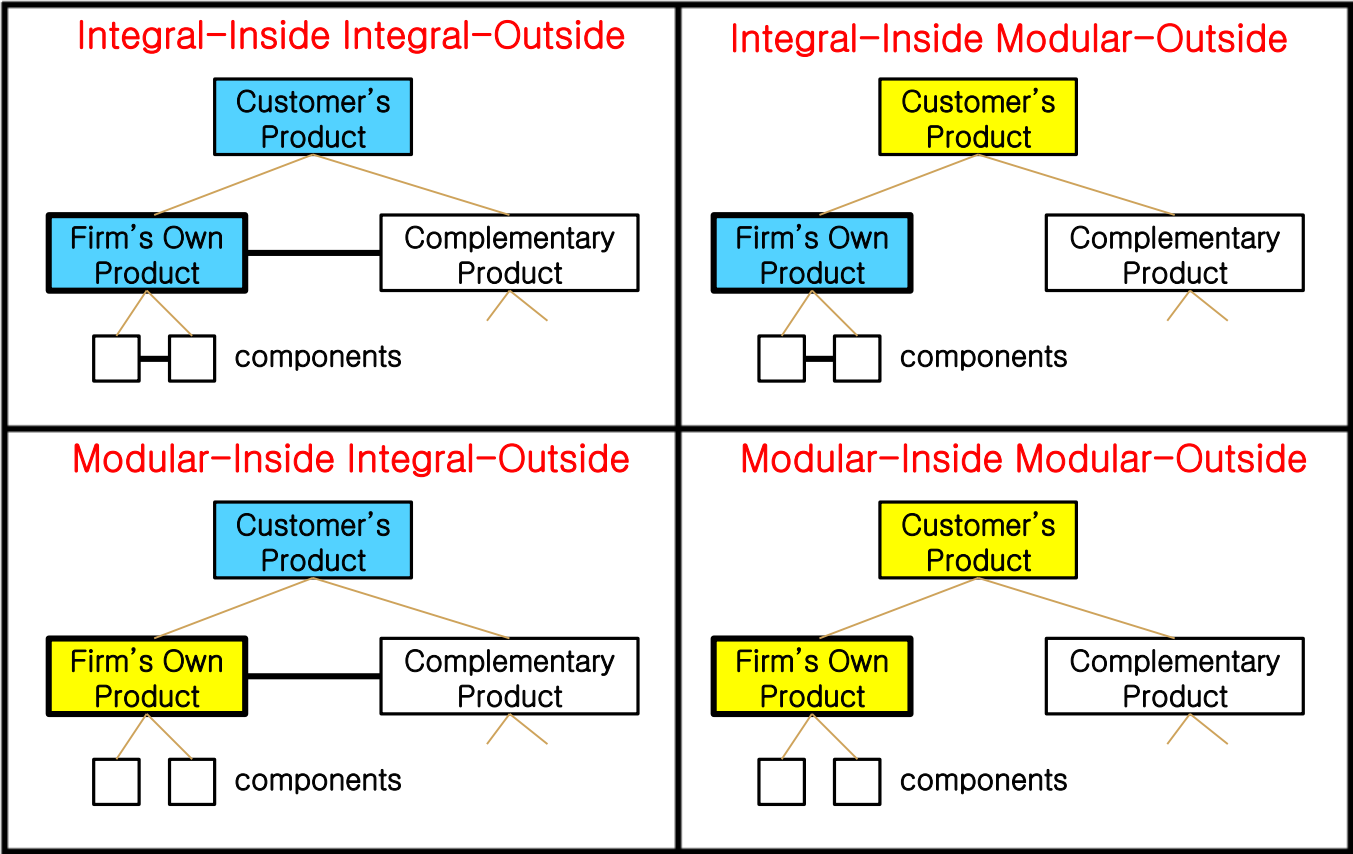 Integral-Inside Integral-Outside
Customer's
Product
Firm's Own
Product
Complementary
Product
components
Integral-Inside Modular-Outside
Customer's
Product
Firm's Own
Product
Complementary
Product
components
Modular-Inside Integral-Outside
Customer's
Product
Firm's Own
Product
Complementary
Product
components
Modular-Inside Modular-Outside
Customer's
Product
Firm's Own
Product
Complementary
Product
components